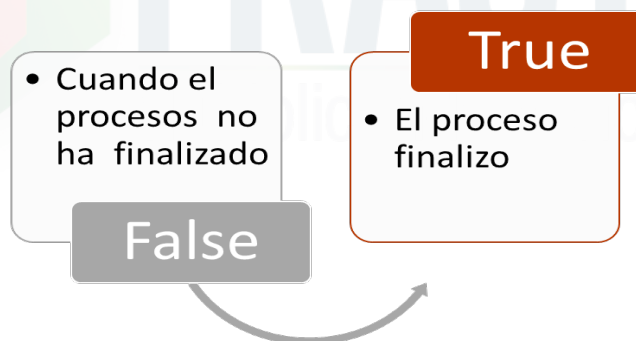 • Cuando el
procesos no
ha finalizado
False
True
• El proceso
finalizo